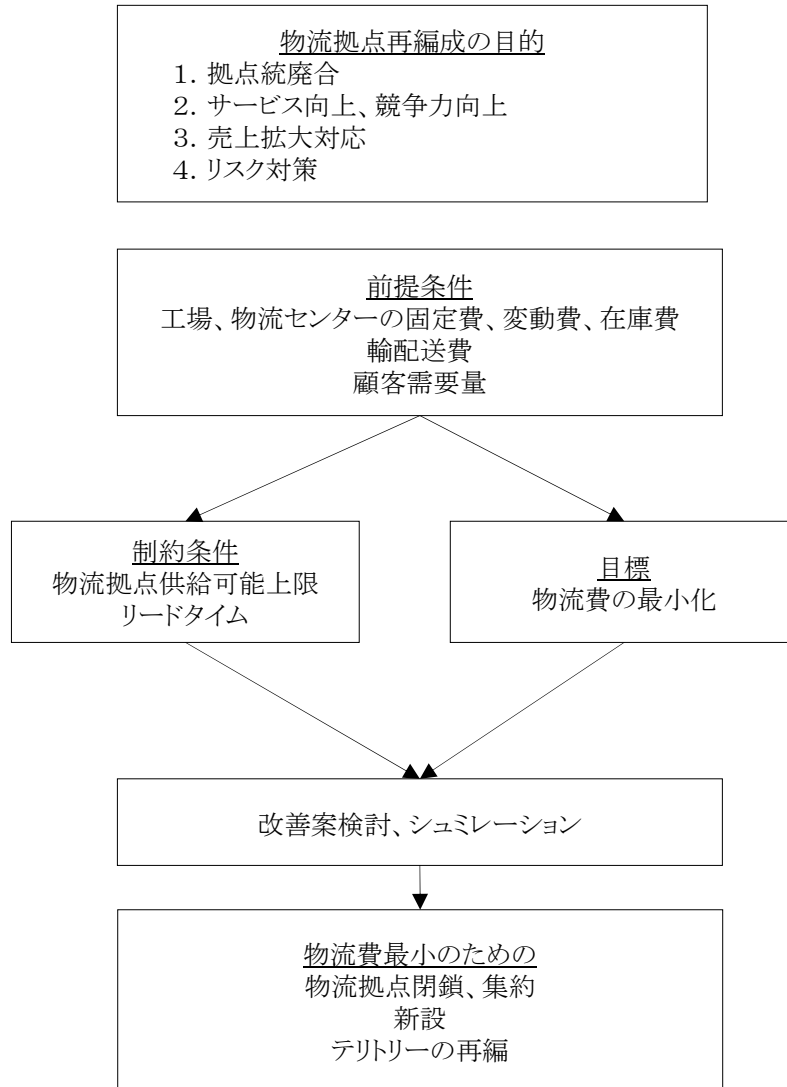 物流拠点再編成の目的
１．拠点統廃合
２．サービス向上、競争力向上
３．売上拡大対応
４．リスク対策
前提条件
工場、物流センターの固定費、変動費、在庫費
輸配送費
顧客需要量
制約条件
物流拠点供給可能上限
リードタイム
目標
物流費の最小化
改善案検討、シュミレーション
物流費最小のための
物流拠点閉鎖、集約
新設
テリトリーの再編